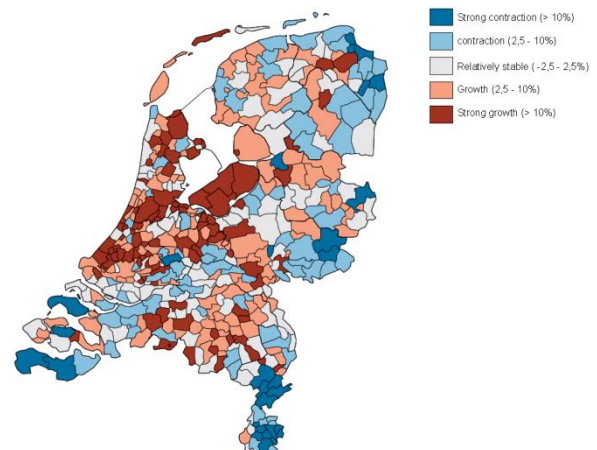 Strong contraction (> 10%)
contraction (2,5 - 10%)
Relatively stable ( -2,5 - 2,5%)
Growth (2,5 - 10%)
Strong growth (> 10%)